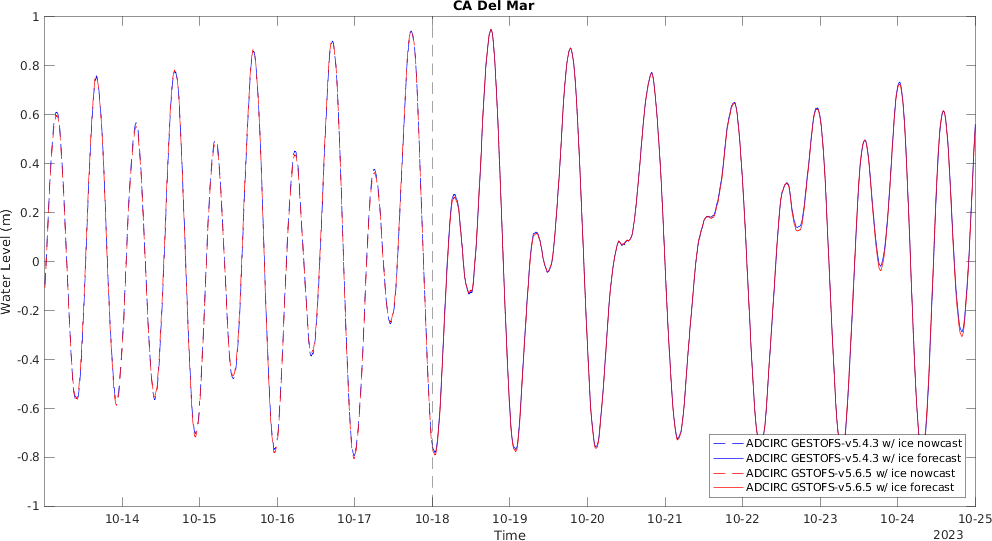 CA Del Mar
1
0.8
0.6
0.4
0.2
0
-0.2
-0.4
-0.6
-0.8
-1
Water Level (m)
ADCIRC GESTOFS-v5.4.3 w/ ice nowcast
ADCIRC GESTOFS-v5.4.3 w/ ice forecast
ADCIRC GSTOFS-v5.6.5 w/ ice nowcast
ADCIRC GSTOFS-v5.6.5 w/ ice forecast
10-14 10-15 10-16 10-17 10-18 10-19 10-20 10-21 10-22 10-23 10-24 10-25
Time
2023